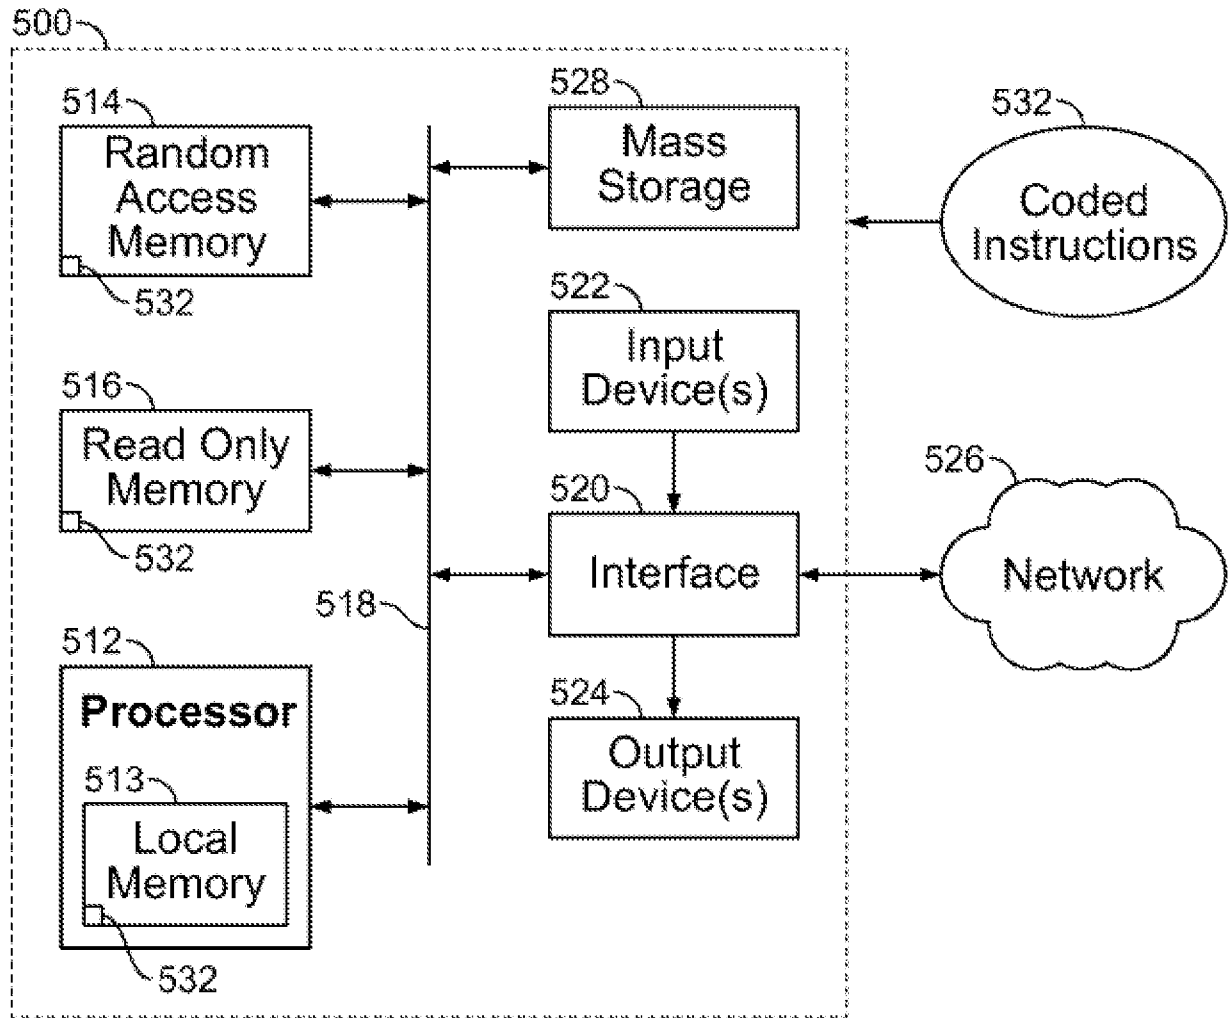 500
514
Random
Access
Memory
532
516
Read Only
Memory
532
512
Processor
513
Local
Memory
532
518
528
Mass
Storage
522
Input
Device(s)
520
Interface
524
Output
Device(s)
532
Coded
Instructions
526
Network